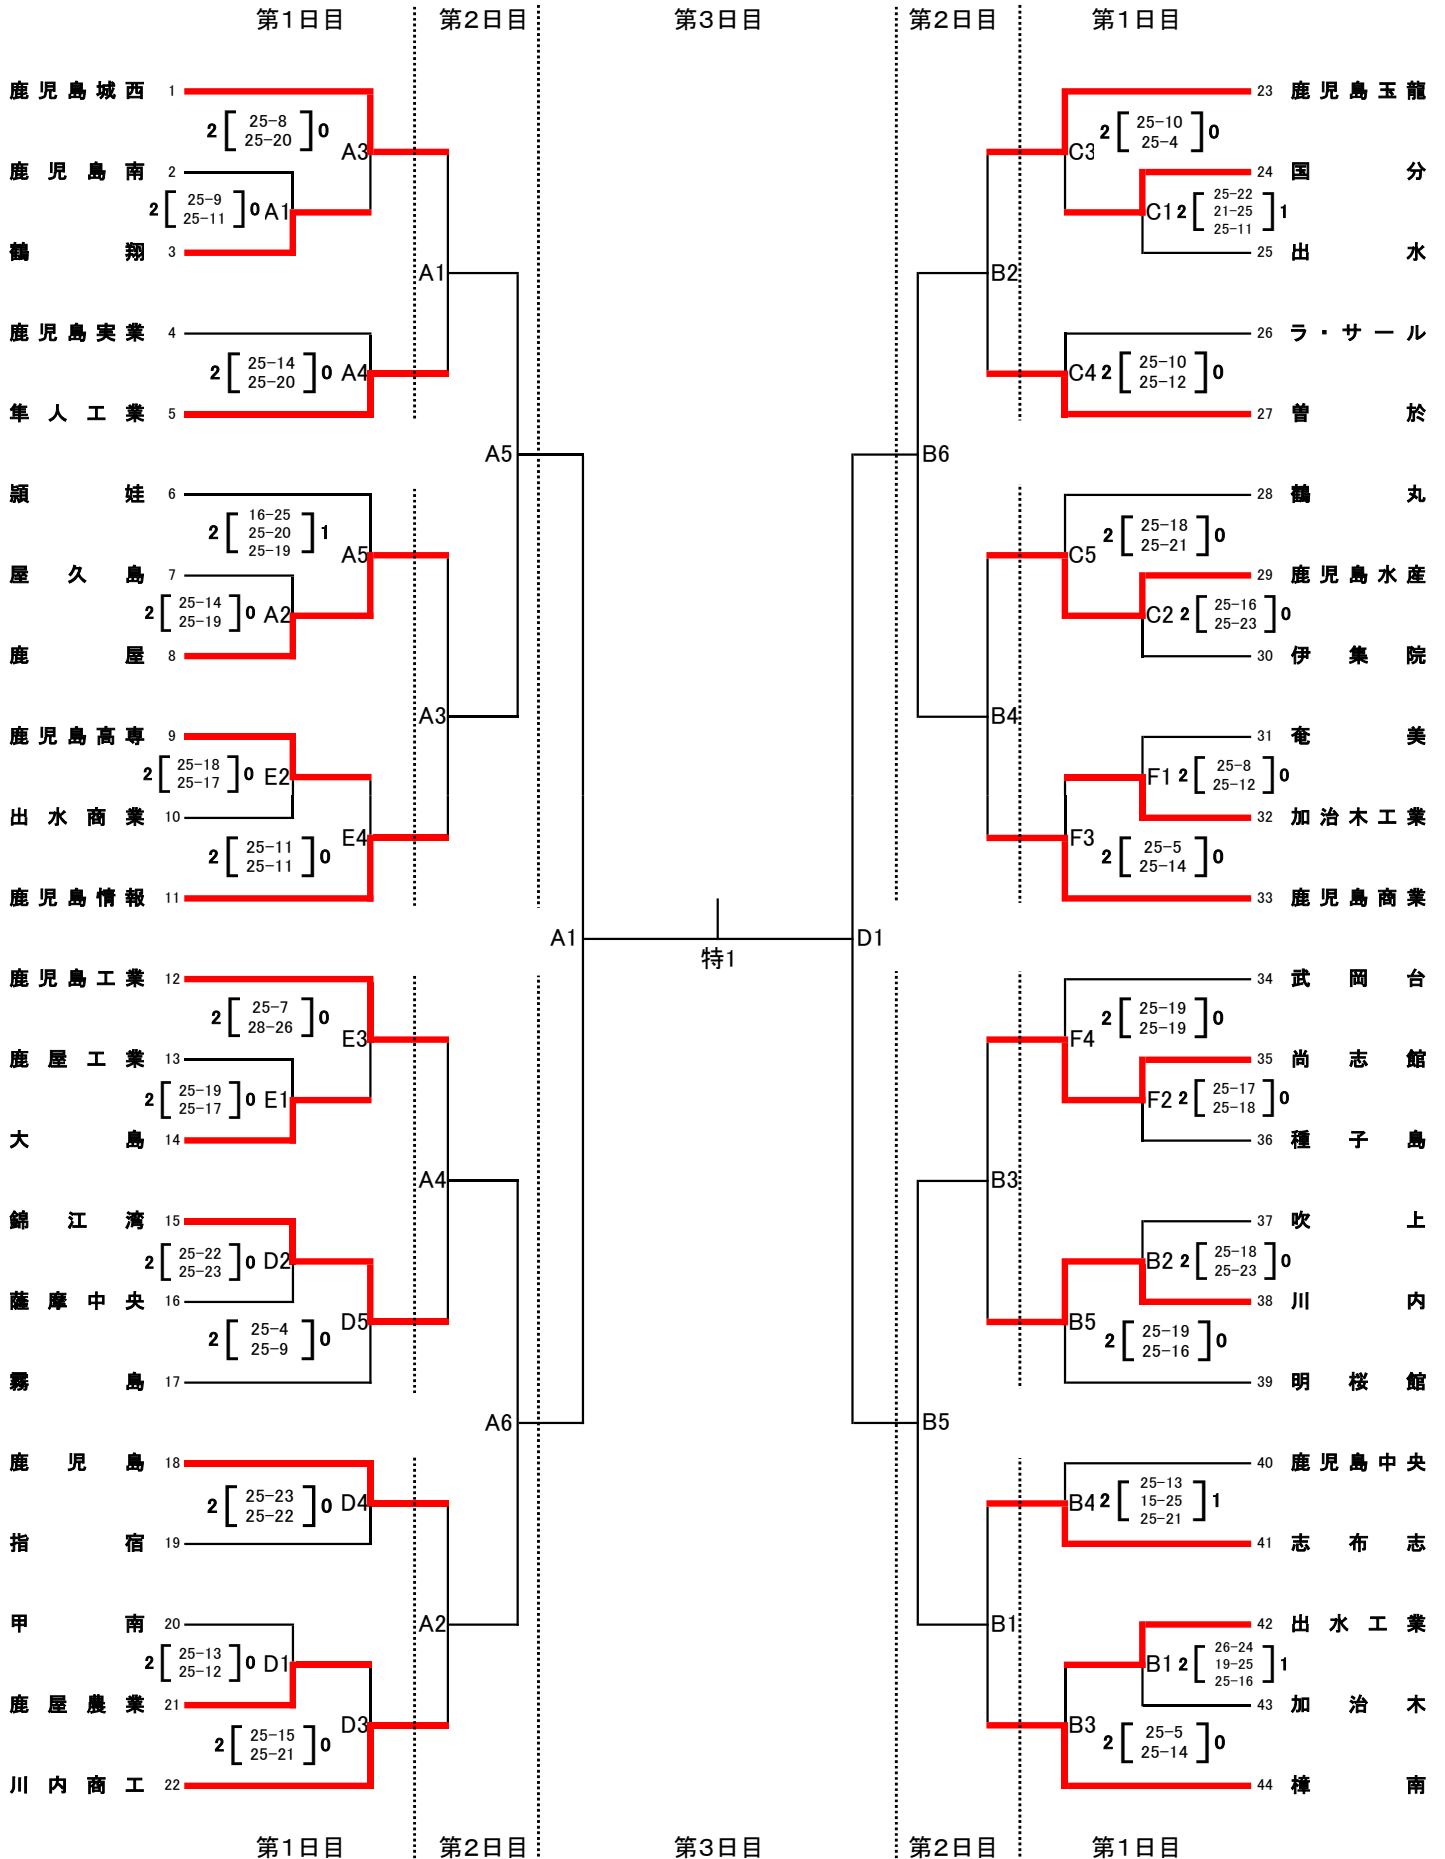 第1日目 第2日目 第3日目 第2日目 第1日目
鹿児島城西 1
2 [ 25-8 25-20 ] 0 A3
鹿児島南 2
2 [ 25-9 25-11 ] 0 A1
鶴翔 3
A1
鹿児島実業 4
2 [ 25-14 25-20 ] 0 A4
隼人工業 5
A5
頴娃 6
2 [ 16-25 25-20 25-19 ] 1 A5
屋久島 7
2 [ 25-14 25-19 ] 0 A2
鹿屋 8
A3
鹿児島高専 9
2 [ 25-18 25-17 ] 0 E2
出水商業 10
E4
2 [ 25-11 25-11 ] 0
鹿児島情報 11
A1
特1
D1
鹿児島工業 12
2 [ 25-7 28-26 ] 0 E3
鹿屋工業 13
2 [ 25-19 25-17 ] 0 E1
大島 14
A4
錦江湾 15
2 [ 25-22 25-23 ] 0 D2
薩摩中央 16
D5
2 [ 25-4 25-9 ] 0
霧島 17
A6
鹿児島 18
2 [ 25-23 25-22 ] 0 D4
指宿 19
A2
甲南 20
2 [ 25-13 25-12 ] 0 D1
鹿屋農業 21
D3
2 [ 25-15 25-21 ] 0
川内商工 22
23 鹿児島玉龍
C3 2 [ 25-10 25-4 ] 0
24 国分
C1 2 [ 25-22 21-25 25-11 ] 1
25 出水
B2
26 ラ・サール
C4 2 [ 25-10 25-12 ] 0
27 曽於
B6
28 鶴丸
2 [ 25-18 25-21 ] 0
C5
29 鹿児島水産
C2 2 [ 25-16 25-23 ] 0
30 伊集院
B4
31 奄美
F1 2 [ 25-8 25-12 ] 0
32 加治木工業
F3
2 [ 25-5 25-14 ] 0
33 鹿児島商業
34 武岡台
2 [ 25-19 25-19 ] 0
F4
35 尚志館
F2 2 [ 25-17 25-18 ] 0
36 種子島
B3
37 吹上
B2 2 [ 25-18 25-23 ] 0
38 川内
B5
2 [ 25-19 25-16 ] 0
39 明桜館
B5
40 鹿児島中央
B4 2 [ 25-13 15-25 25-21 ] 1
41 志布志
B1
42 出水工業
B1 2 [ 26-24 19-25 25-16 ] 1
43 加治木
B3
2 [ 25-5 25-14 ] 0
44 樟南
第1日目 第2日目 第3日目 第2日目 第1日目